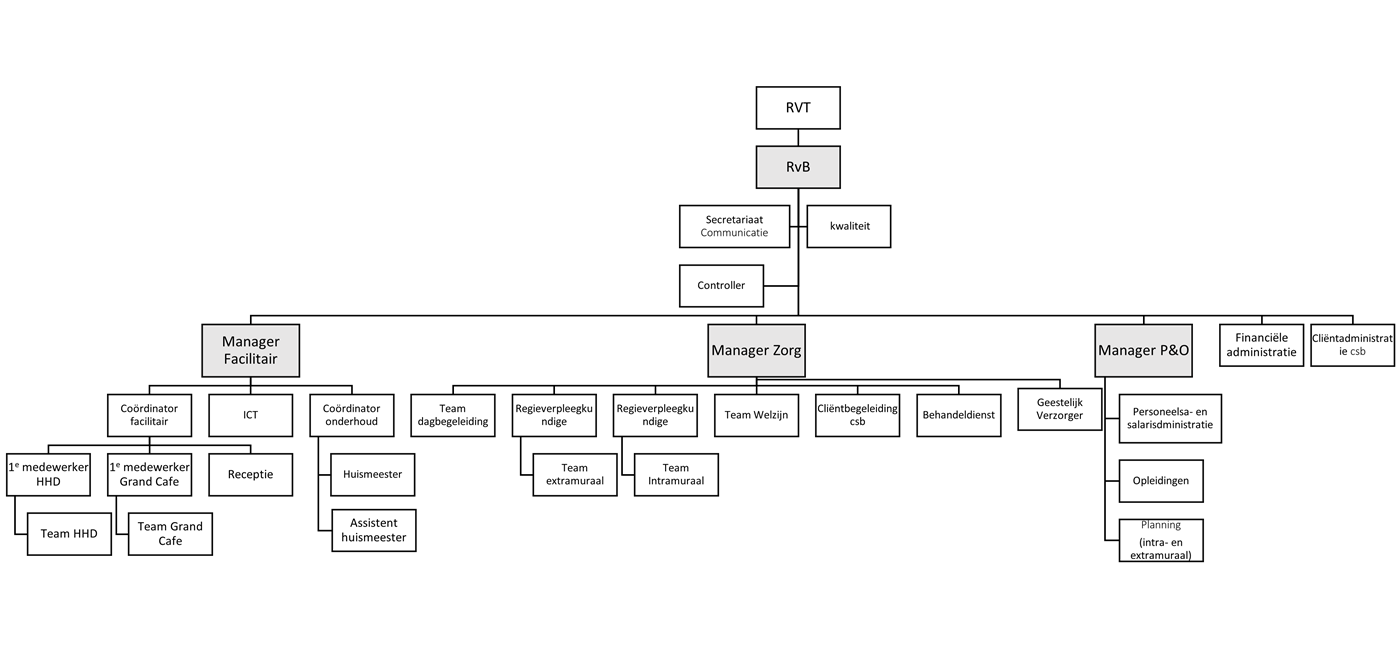 RVT
RvB
Secretariaat
Communicatie
kwaliteit
Controller
Manager
Facilitair
Manager Zorg
Manager P&O
Financiële
administratie
Cliëntadministrat
ie csb
Coördinator
facilitair
ICT
Coördinator
onderhoud
Team
dagbegeleiding
Regieverpleegku
ndige
Regieverpleegku
ndige
Team Welzijn
Cliëntbegeleiding
csb
Behandeldienst
Geestelijk
Verzorger
Personeelsa- en
salarisdministratie
1e medewerker
HHD
1e medewerker
Grand Cafe
Receptie
Huismeester
Team
extramuraal
Team
Intramuraal
Opleidingen
Team HHD
Team Grand
Cafe
Assistent
huismeester
Planning
(intra- en
extramuraal)